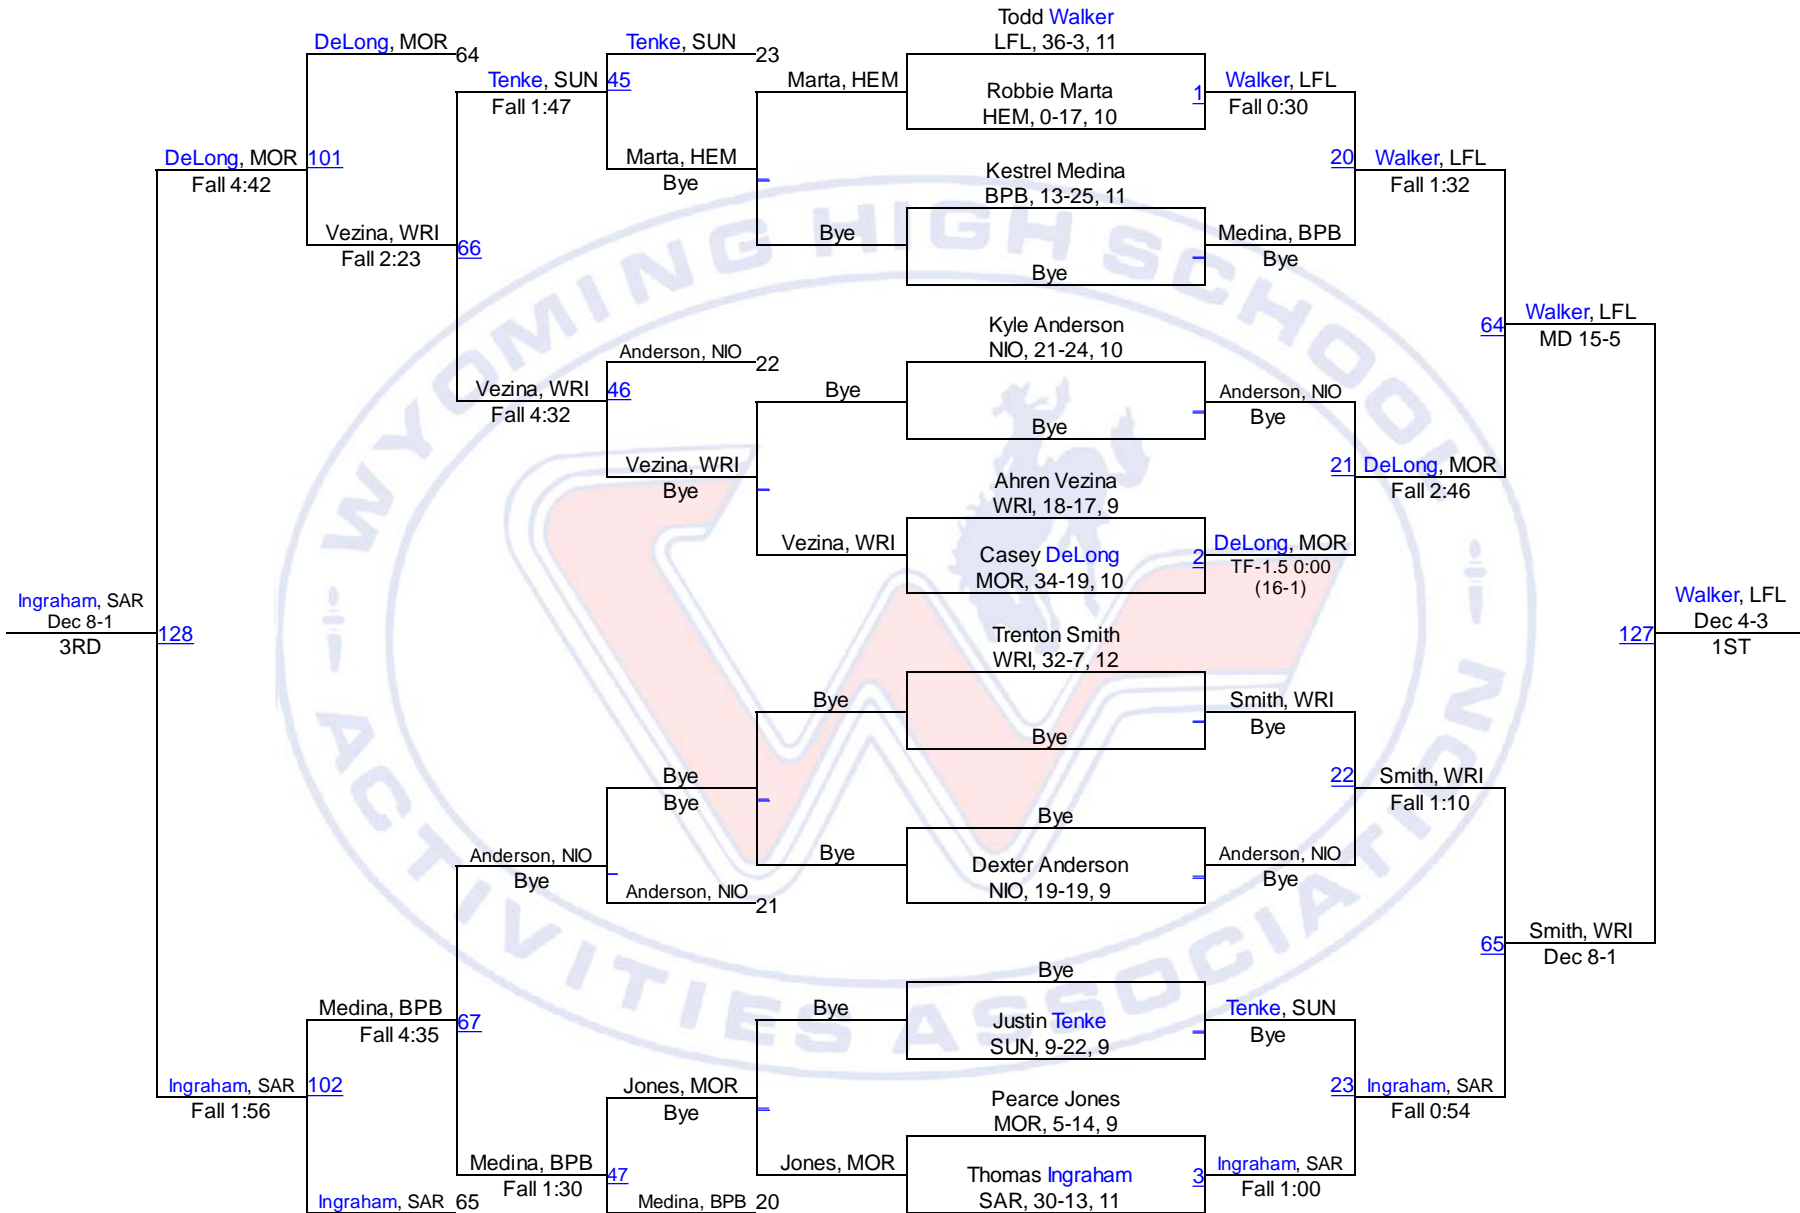 Todd Walker
LFL, 36-3, 11
DeLong, MOR
64
Tenke, SUN
23
Tenke, SUN
45
Fall 1:47
Marta, HEM
Robbie Marta
HEM, 0-17, 10
1
Walker, LFL
Fall 0:30
DeLong, MOR
101
Fall 4:42
Marta, HEM
Bye
Kestrel Medina
BPB, 13-25, 11
20
Walker, LFL
Fall 1:32
Vezina, WRI
66
Fall 2:23
Bye
Bye
Medina, BPB
Bye
Anderson, NIO
22
Kyle Anderson
NIO, 21-24, 10
64
Walker, LFL
MD 15-5
Vezina, WRI
46
Fall 4:32
Bye
Bye
Anderson, NIO
Bye
Vezina, WRI
Bye
Ahren Vezina
WRI, 18-17, 9
21
DeLong, MOR
Fall 2:46
Vezina, WRI
Casey DeLong
MOR, 34-19, 10
2
DeLong, MOR
TF-1.5 0:00
(16-1)
Ingraham, SAR
Dec 8-1
3RD
128
Trenton Smith
WRI, 32-7, 12
127
Walker, LFL
Dec 4-3
1ST
Bye
Bye
Smith, WRI
Bye
Bye
Bye
22
Smith, WRI
Fall 1:10
Anderson, NIO
Bye
Bye
Bye
Dexter Anderson
NIO, 19-19, 9
Anderson, NIO
Bye
Anderson, NIO
21
65
Smith, WRI
Dec 8-1
Medina, BPB
67
Fall 4:35
Bye
Bye
Justin Tenke
SUN, 9-22, 9
Tenke, SUN
Bye
Ingraham, SAR
102
Fall 1:56
Jones, MOR
Bye
Pearce Jones
MOR, 5-14, 9
23
Ingraham, SAR
Fall 0:54
Medina, BPB
47
Fall 1:30
Jones, MOR
Thomas Ingraham
SAR, 30-13, 11
3
Ingraham, SAR
Fall 1:00
Ingraham, SAR
65
Medina, BPB
20
WYOMING HIGH SCHOOL
ACTIVITIES ASSOCIATION